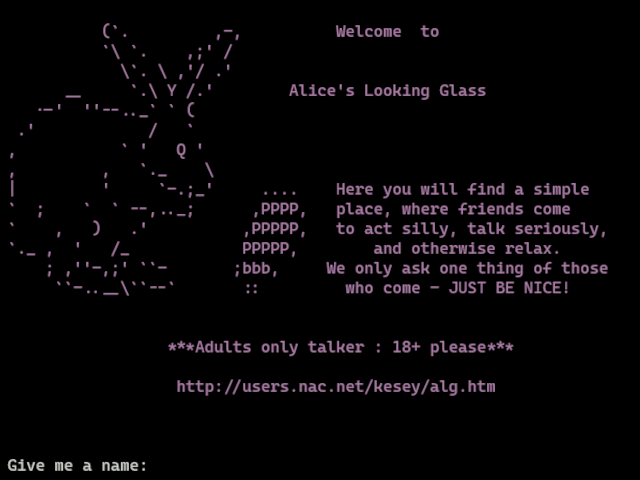 Welcome to
Alice's Looking Glass
Here you will find a simple
place, where friends come
to act silly, talk seriously,
and otherwise relax.
We only ask one thing of those
who come - JUST BE NICE!
***Adults only talker : 18+ please***
http://users.nac.net/kesey/alg.htm
Give me a name: